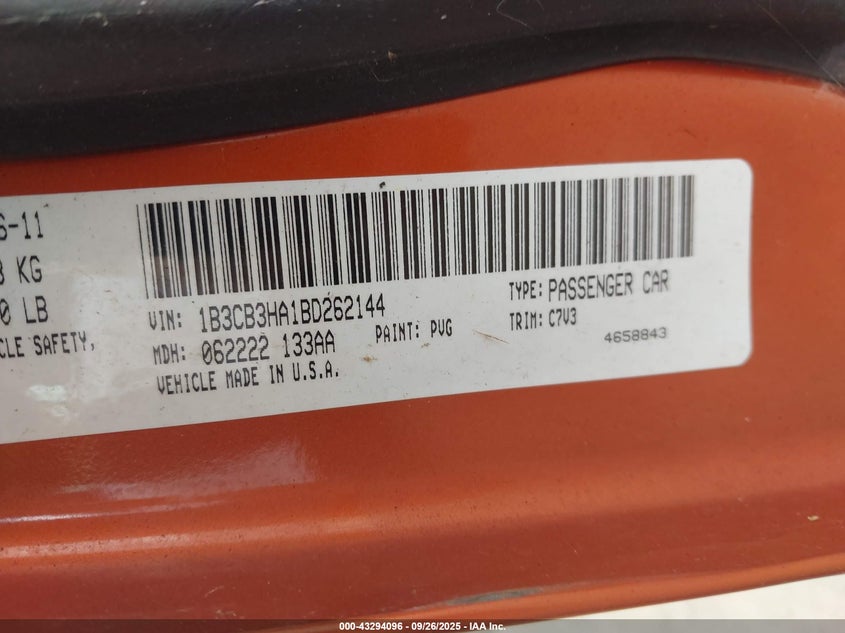 6-11
KG
0 LB
CLE SAFETY,
VIN: 1B3CB3HA1BD262144
TYPE: PASSENGER CAR
MDH: 062222 133AA
PAINT: PVG
TRIM: C7V3
4658843
VEHICLE MADE IN U.S.A.
000-43294096 - 09/26/2025 - IAA Inc.